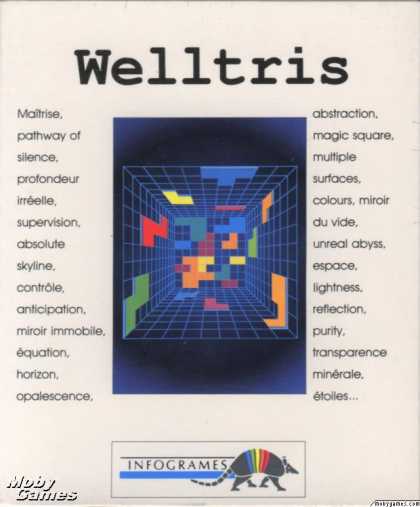 Welltris
Maîtrise,
pathway of
silence,
profondeur
irréelle,
supervision,
absolute
skyline,
contrôle,
anticipation,
miroir immobile,
équation,
horizon,
opalescence,
abstraction,
magic square,
multiple
surfaces,
colours, miroir
du vide,
unreal abyss,
espace,
lightness,
reflection,
purity,
transparence
minérale,
étoiles...
INFOGRAMES
Moby
Games
mobygames.com